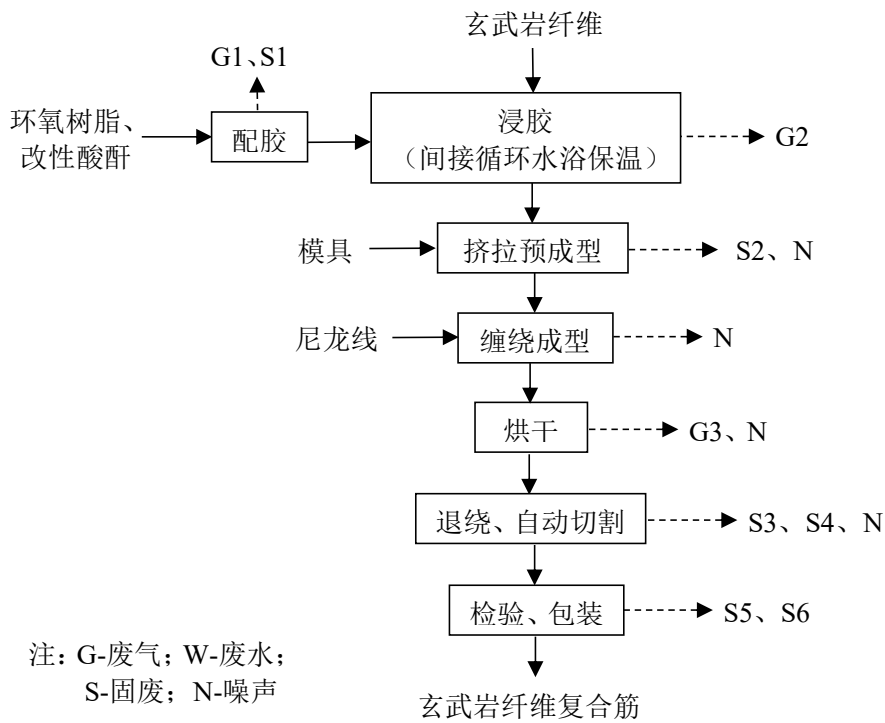 玄武岩纤维
G1、S1
环氧树脂、
改性酸酐
配胶
浸胶
（间接循环水浴保温）
G2
模具
挤拉预成型
S2、N
尼龙线
缠绕成型
N
烘干
G3、N
退绕、自动切割
S3、S4、N
检验、包装
S5、S6
注: G-废气；W-废水；
S-固废；N-噪声
玄武岩纤维复合筋